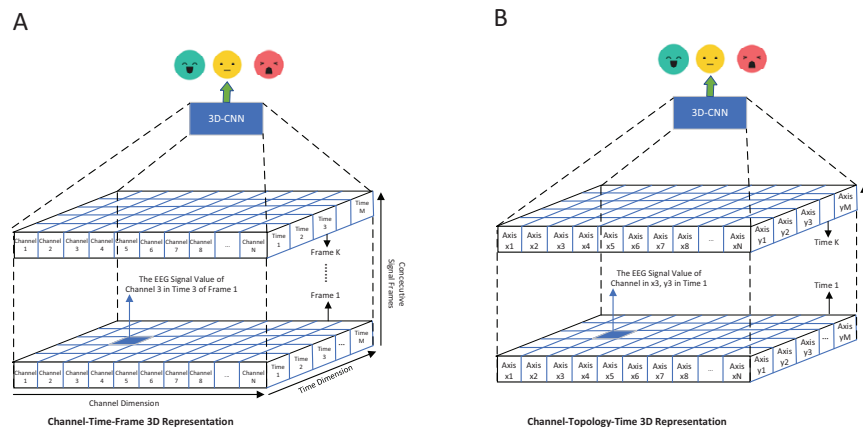 A
3D-CNN
Channel 1 Channel 2 Channel 3 Channel 4 Channel 5 Channel 6 Channel 7 Channel 8 ... Channel N
Time 1 Time 2 Time 3 ... Time M
Frame K
The EEG Signal Value of
Channel 3 in Time 3 of Frame 1
Frame 1
Concecutive
Signal Frames
Channel 1 Channel 2 Channel 3 Channel 4 Channel 5 Channel 6 Channel 7 Channel 8 ... Channel N
Time 1 Time 2 Time 3 ... Time M
Channel Dimension
Time Dimension
Channel-Time-Frame 3D Representation
B
3D-CNN
Axis x1 Axis x2 Axis x3 Axis x4 Axis x5 Axis x6 Axis x7 Axis x8 ... Axis xN
Axis y1 Axis y2 Axis y3 ... Axis yM
Time K
The EEG Signal Value of
Channel in x3, y3 in Time 1
Time 1
Axis x1 Axis x2 Axis x3 Axis x4 Axis x5 Axis x6 Axis x7 Axis x8 ... Axis xN
Axis y1 Axis y2 Axis y3 ... Axis yM
Channel-Topology-Time 3D Representation